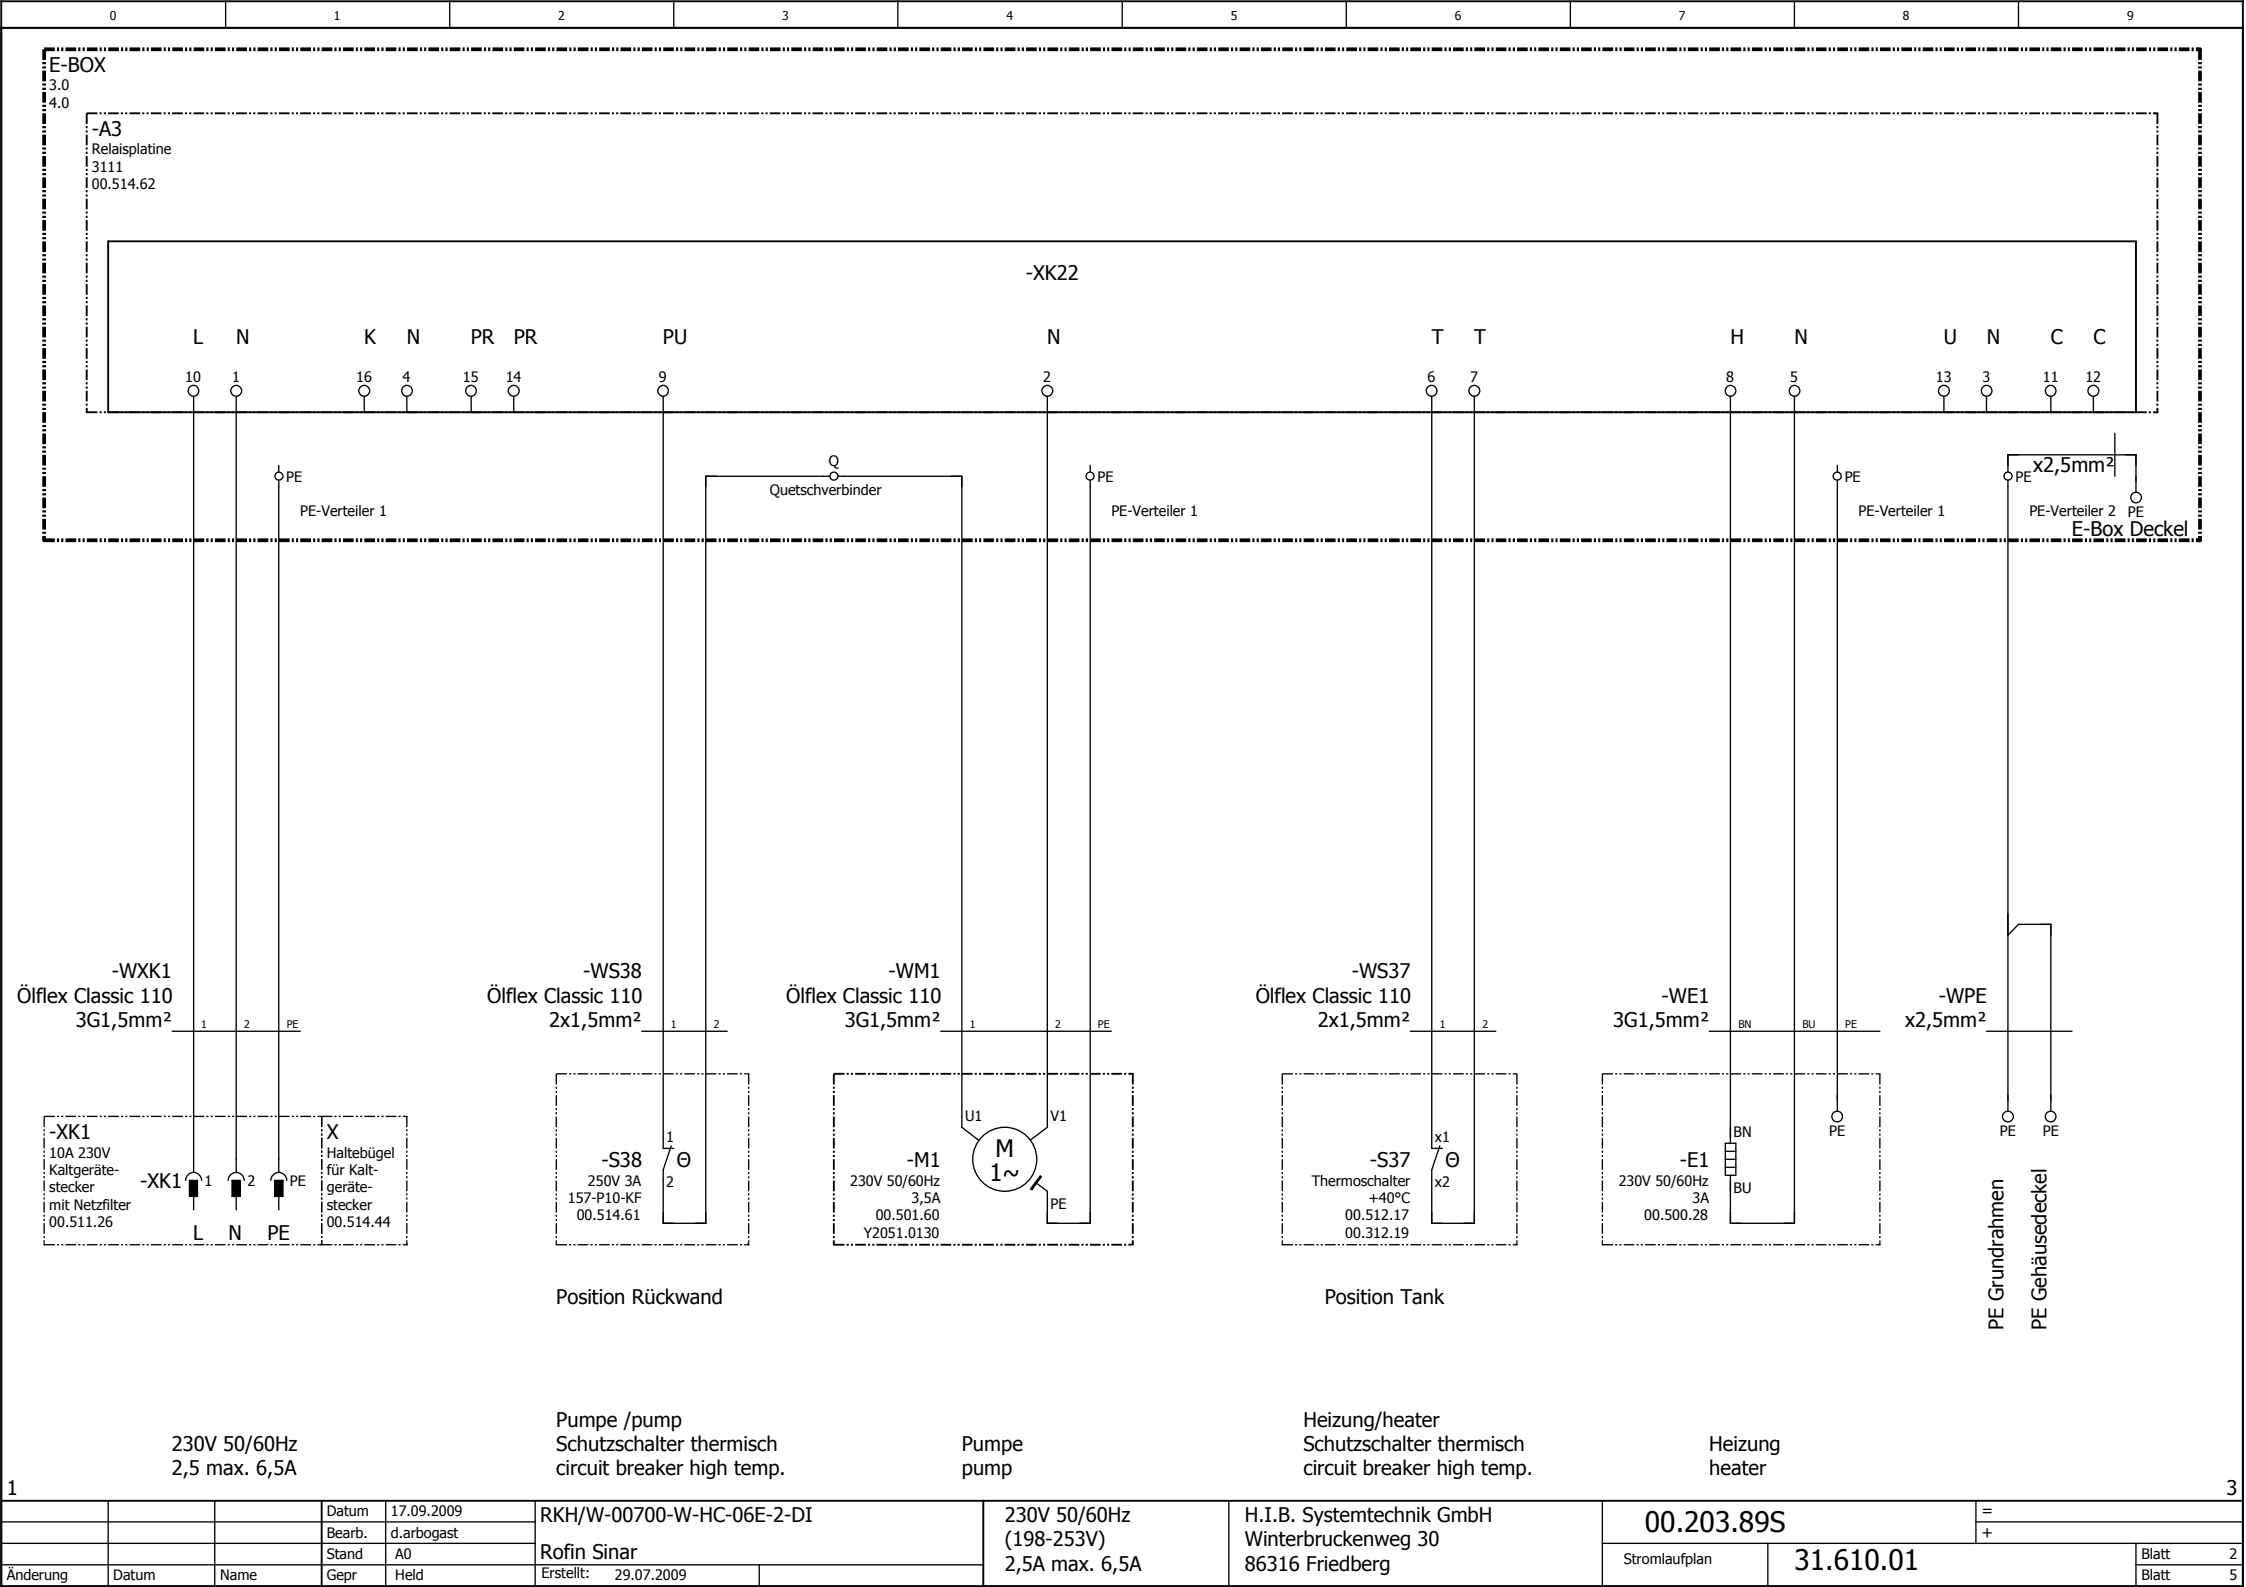 0 1 2 3 4 5 6 7 8 9
E-BOX
3.0
4.0
-A3
Relaisplatine
3111
00.514.62
-XK22
L N K N PR PR PU N T T H N U N C C
10 1 16 4 15 14 9 2 6 7 8 5 13 3 11 12
Q
Quetschverbinder
PE
PE-Verteiler 1
PE
PE-Verteiler 1
PE
PE-Verteiler 1
x2,5mm²
PE
PE-Verteiler 2
PE
E-Box Deckel
-WXK1
Ölflex Classic 110
3G1,5mm²
1 2 PE
-WS38
Ölflex Classic 110
2x1,5mm²
1 2
-WM1
Ölflex Classic 110
3G1,5mm²
1 2 PE
-WS37
Ölflex Classic 110
2x1,5mm²
1 2
-WE1
3G1,5mm²
BN BU PE
-WPE
x2,5mm²
-XK1
10A 230V
Kaltgeräte-
stecker
mit Netzfilter
00.511.26
-XK1 1 2 PE
L N PE
X
Haltebügel
für Kalt-
geräte-
stecker
00.514.44
-S38
250V 3A
157-P10-KF
00.514.61
1
Θ
2
-M1
230V 50/60Hz
3,5A
00.501.60
Y2051.0130
U1 V1
M
1~
PE
-S37
Thermoschalter
+40°C
00.512.17
00.312.19
x1
Θ
x2
-E1
230V 50/60Hz
3A
00.500.28
BN
BU
PE
PE PE
PE Grundrahmen
PE Gehäusedeckel
Position Rückwand
Position Tank
230V 50/60Hz
2,5 max. 6,5A
Pumpe /pump
Schutzschalter thermisch
circuit breaker high temp.
Pumpe
pump
Heizung/heater
Schutzschalter thermisch
circuit breaker high temp.
Heizung
heater
1 3
Datum 17.09.2009
Bearb. d.arbogast
Stand A0
Änderung Datum Name Gepr Held
RKH/W-00700-W-HC-06E-2-DI
Rofin Sinar
Erstellt: 29.07.2009
230V 50/60Hz
(198-253V)
2,5A max. 6,5A
H.I.B. Systemtechnik GmbH
Winterbruckenweg 30
86316 Friedberg
00.203.89S
=
+
Stromlaufplan
31.610.01
Blatt 2
Blatt 5